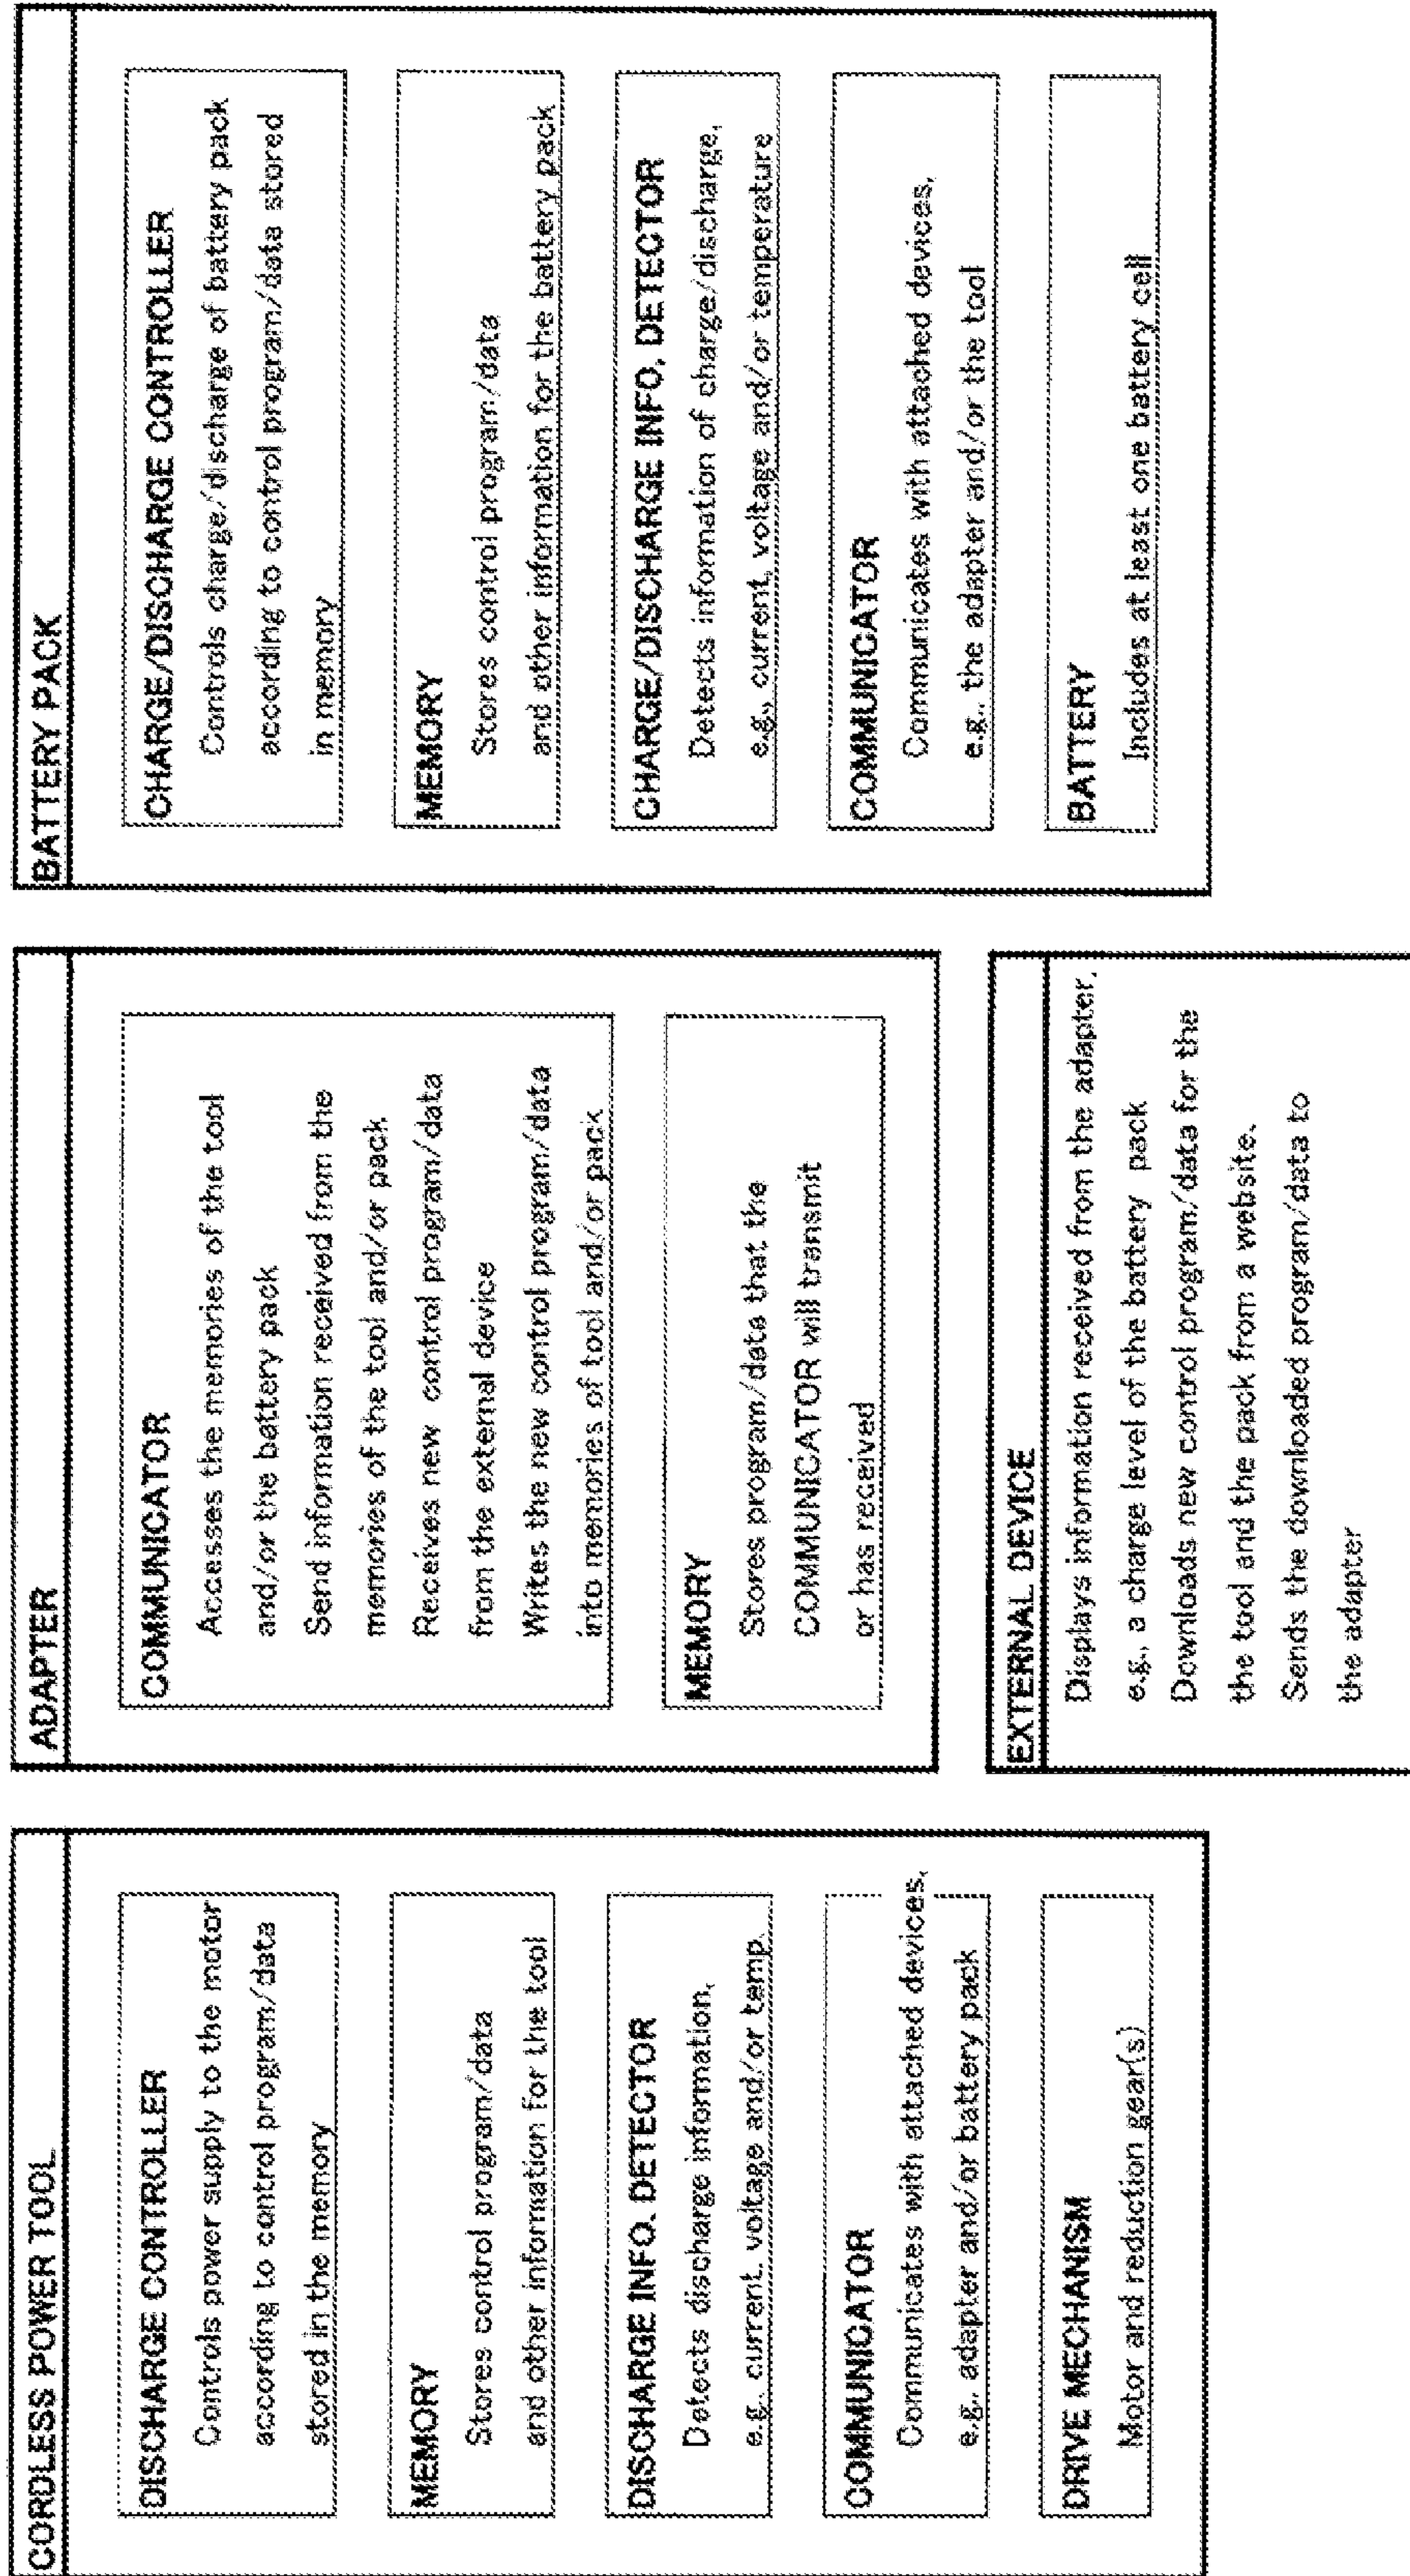 CORDLESS POWER TOOL
DISCHARGE CONTROLLER
Controls power supply to the motor
according to control program/data
stored in the memory
MEMORY
Stores control program/data
and other information for the tool
DISCHARGE INFO. DETECTOR
Detects discharge information,
e.g., current, voltage and/or temp.
COMMUNICATOR
Communicates with attached devices,
e.g., adapter and/or battery pack
DRIVE MECHANISM
Motor and reduction gear(s)
ADAPTER
COMMUNICATOR
Accesses the memories of the tool
and/or the battery pack
Send information received from the
memories of the tool and/or pack
Receives new control program/data
from the external device
Writes the new control program/data
into memories of tool and/or pack
MEMORY
Stores program/data that the
COMMUNICATOR will transmit
or has received
EXTERNAL DEVICE
Displays information received from the adapter,
e.g., a charge level of the battery pack
Downloads new control program/data for the
the tool and the pack from a website.
Sends the downloaded program/data to
the adapter
BATTERY PACK
CHARGE/DISCHARGE CONTROLLER
Controls charge/discharge of battery pack
according to control program/data stored
in memory
MEMORY
Stores control program/data
and other information for the battery pack
CHARGE/DISCHARGE INFO. DETECTOR
Detects information of charge/discharge,
e.g., current, voltage and/or temperature
COMMUNICATOR
Communicates with attached devices,
e.g., the adapter and/or the tool
BATTERY
Includes at least one battery cell